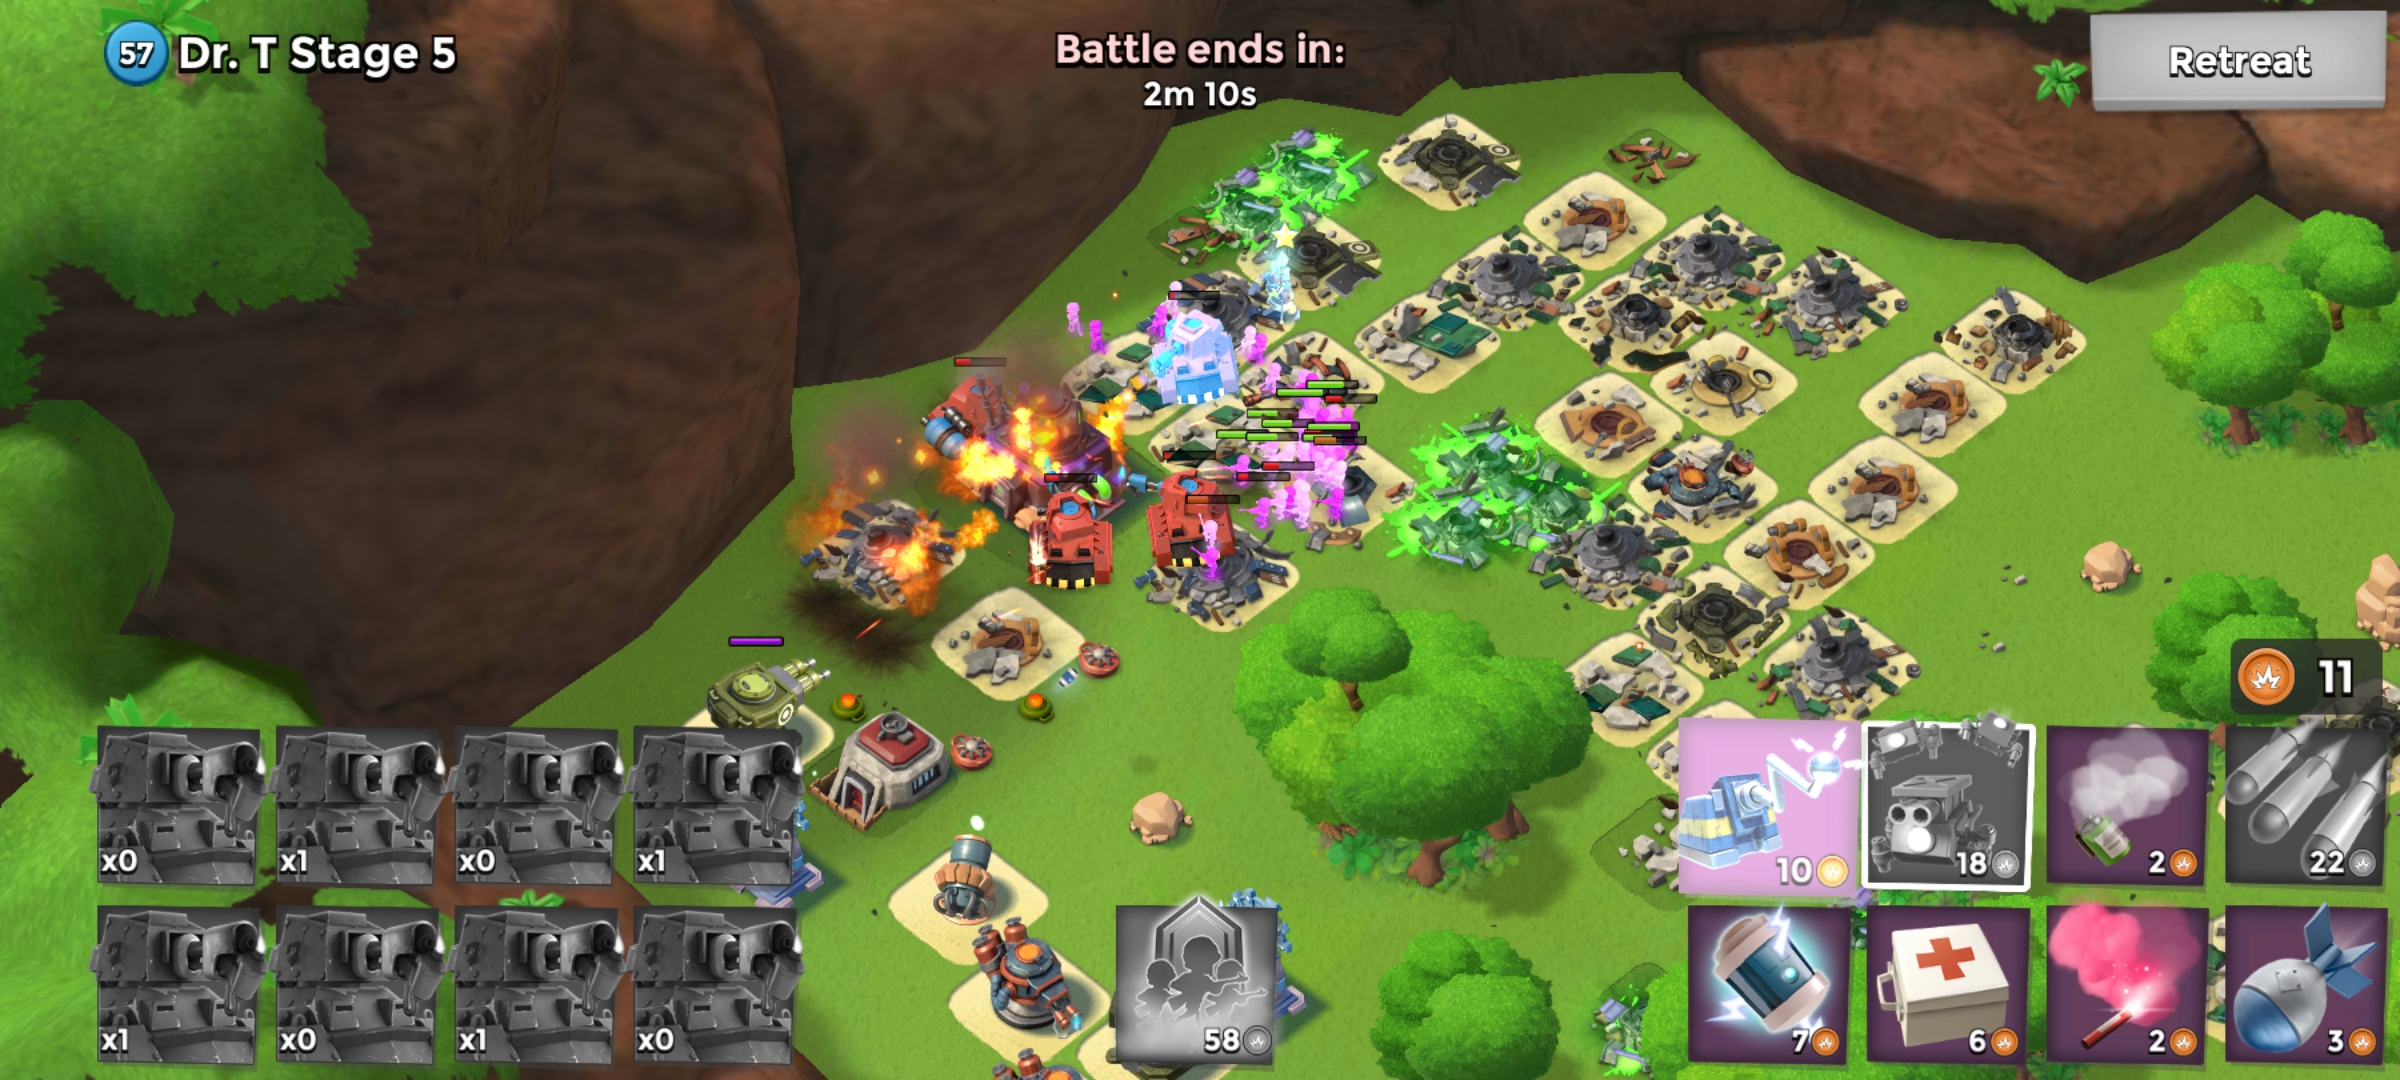 57 Dr. T Stage 5
Battle ends in:
2m 10s
Retreat
11
x0 x1 x0 x1
10 18 2 22
x1 x0 x1 x0
58
7 6 2 3